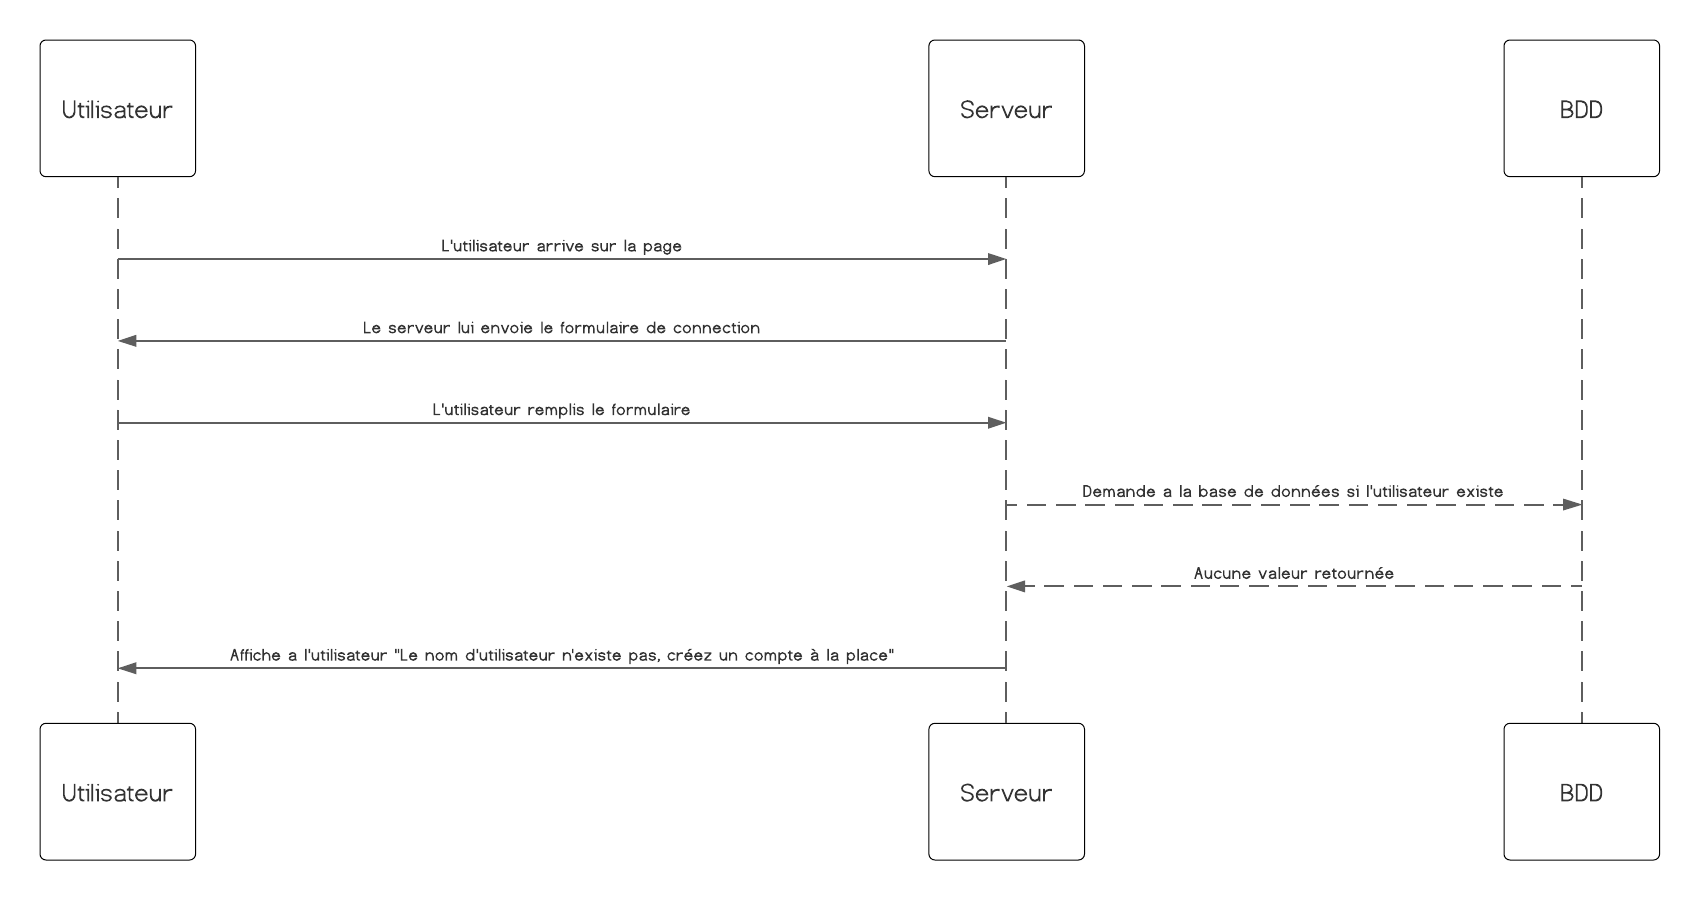 Utilisateur
Serveur
BDD
L'utilisateur arrive sur la page
Le serveur lui envoie le formulaire de connection
L'utilisateur remplis le formulaire
Demande a la base de données si l'utilisateur existe
Aucune valeur retournée
Affiche a l'utilisateur "Le nom d'utilisateur n'existe pas, créez un compte à la place"
Utilisateur
Serveur
BDD